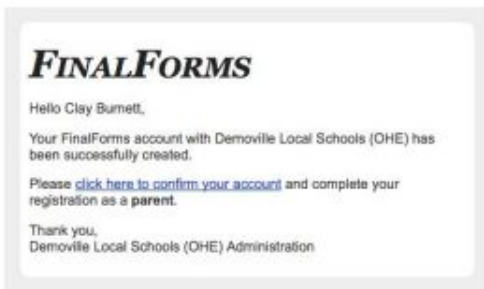 FINALFORMS
Hello Clay Burnett,
Your FinalForms account with Demoville Local Schools (OHE) has
been successfully created.
Please click here to confirm your account and complete your
registration as a parent.
Thank you,
Demoville Local Schools (OHE) Administration